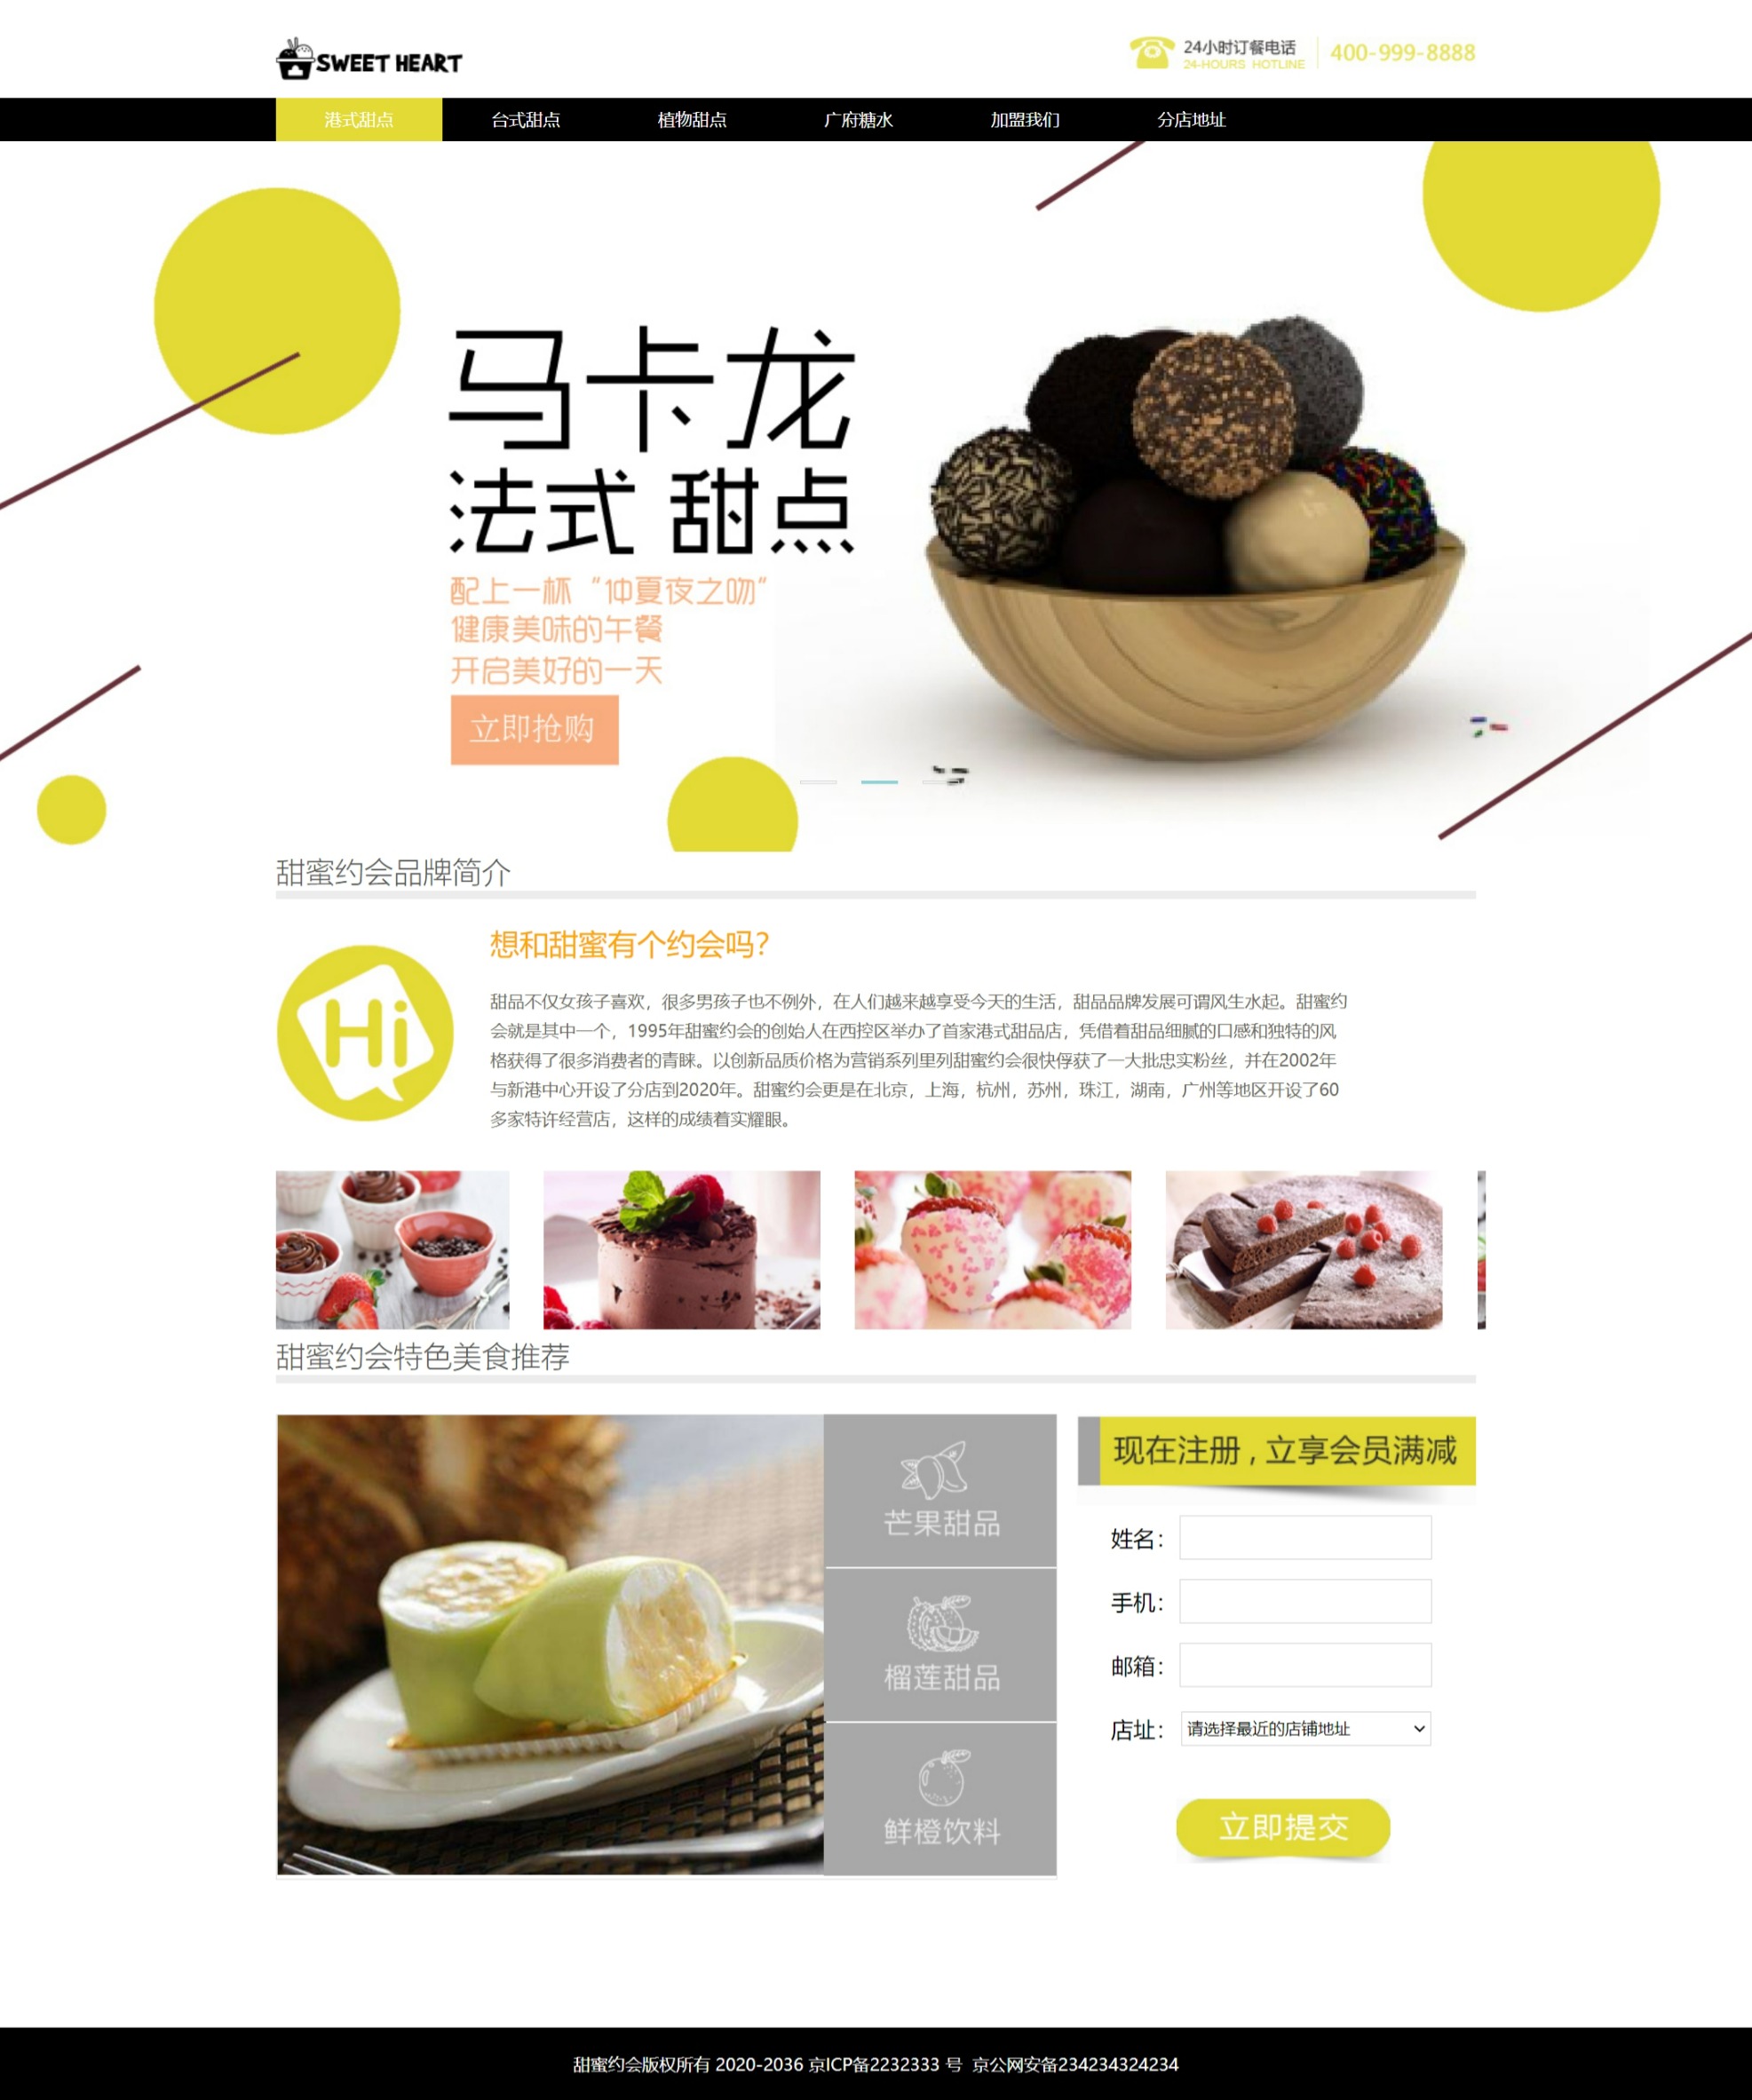 SWEET HEART
24小时订餐电话
24-HOURS HOTLINE
400-999-8888
港式甜点
台式甜点
植物甜点
广府糖水
加盟我们
分店地址
马卡龙
法式 甜点
配上一杯“仲夏夜之吻”
健康美味的午餐
开启美好的一天
立即抢购
甜蜜约会品牌简介
Hi
想和甜蜜有个约会吗?
甜品不仅女孩子喜欢，很多男孩子也不例外，在人们越来越享受今天的生活，甜品品牌发展可谓风生水起。甜蜜约
会就是其中一个，1995年甜蜜约会的创始人在西控区举办了首家港式甜品店，凭借着甜品细腻的口感和独特的风
格获得了很多消费者的青睐。以创新品质价格为营销系列里列甜蜜约会很快俘获了一大批忠实粉丝，并在2002年
与新港中心开设了分店到2020年。甜蜜约会更是在北京，上海，杭州，苏州，珠江，湖南，广州等地区开设了60
多家特许经营店，这样的成绩着实耀眼。
甜蜜约会特色美食推荐
芒果甜品
榴莲甜品
鲜橙饮料
现在注册 , 立享会员满减
姓名：
手机：
邮箱：
店址：
请选择最近的店铺地址
立即提交
甜蜜约会版权所有 2020-2036 京ICP备2232333 号 京公网安备234234324234